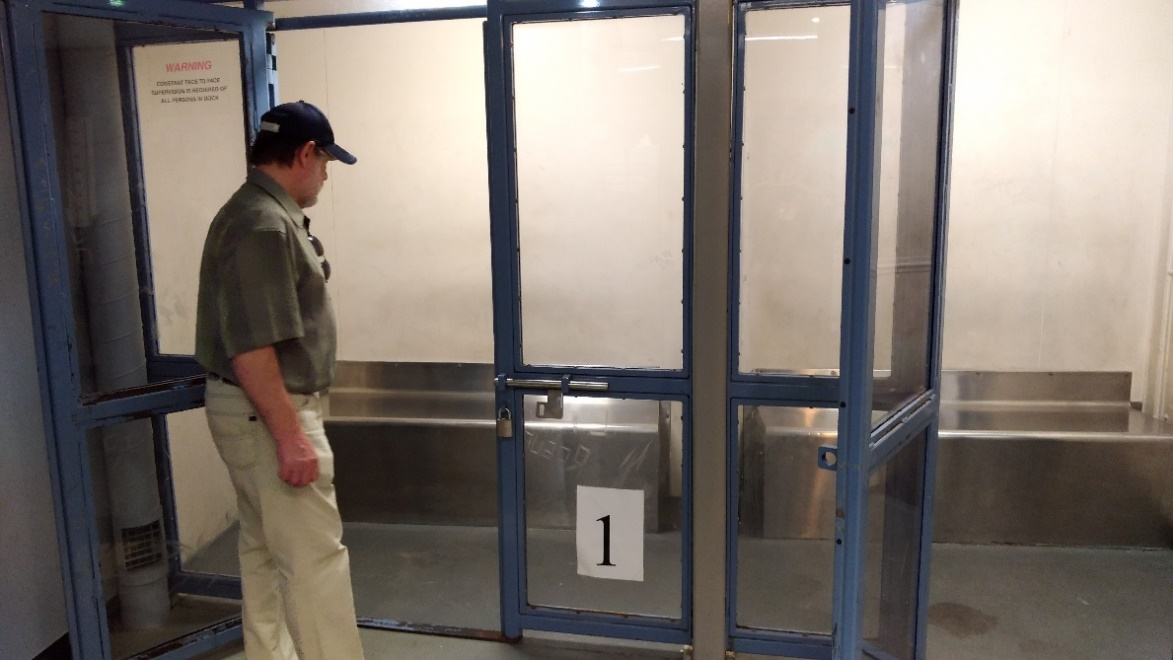 WARNING
CONSTANT FACE TO FACE
SUPERVISION IS REQUIRED OF
ALL PERSONS IN DOCK
1